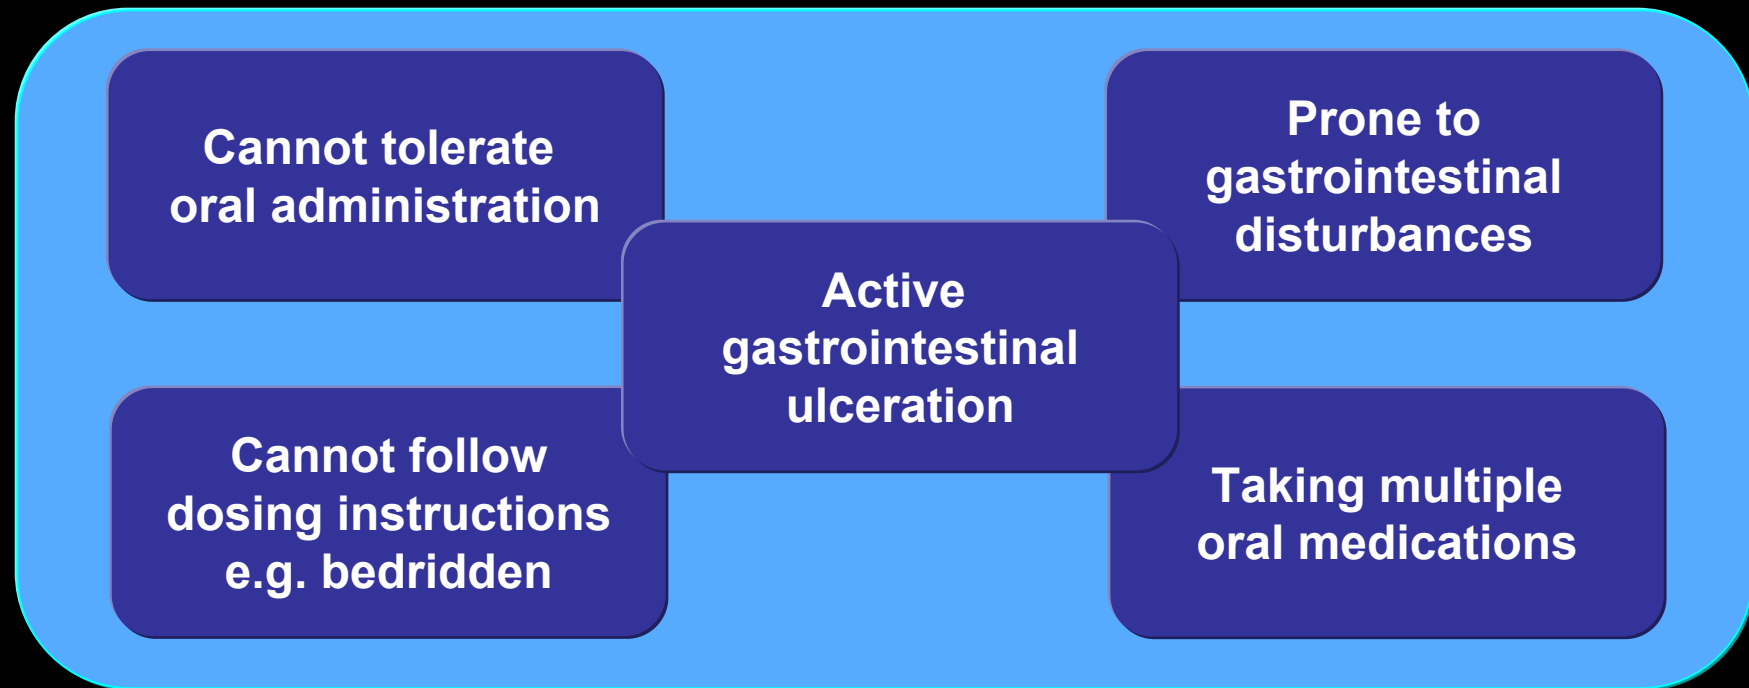 Cannot tolerate
oral administration
Prone to
gastrointestinal
disturbances
Active
gastrointestinal
ulceration
Cannot follow
dosing instructions
e.g. bedridden
Taking multiple
oral medications